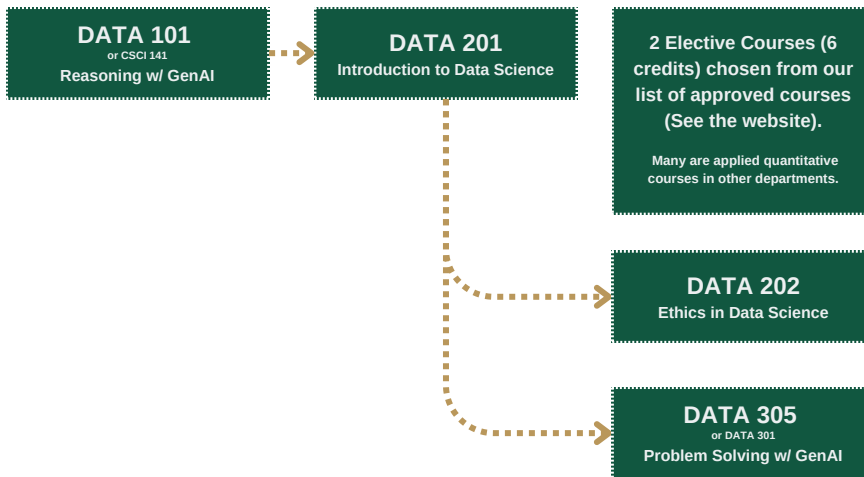 DATA 101
or CSCI 141
Reasoning w/ GenAI
DATA 201
Introduction to Data Science
2 Elective Courses (6
credits) chosen from our
list of approved courses
(See the website).
Many are applied quantitative
courses in other departments.
DATA 202
Ethics in Data Science
DATA 305
or DATA 301
Problem Solving w/ GenAI